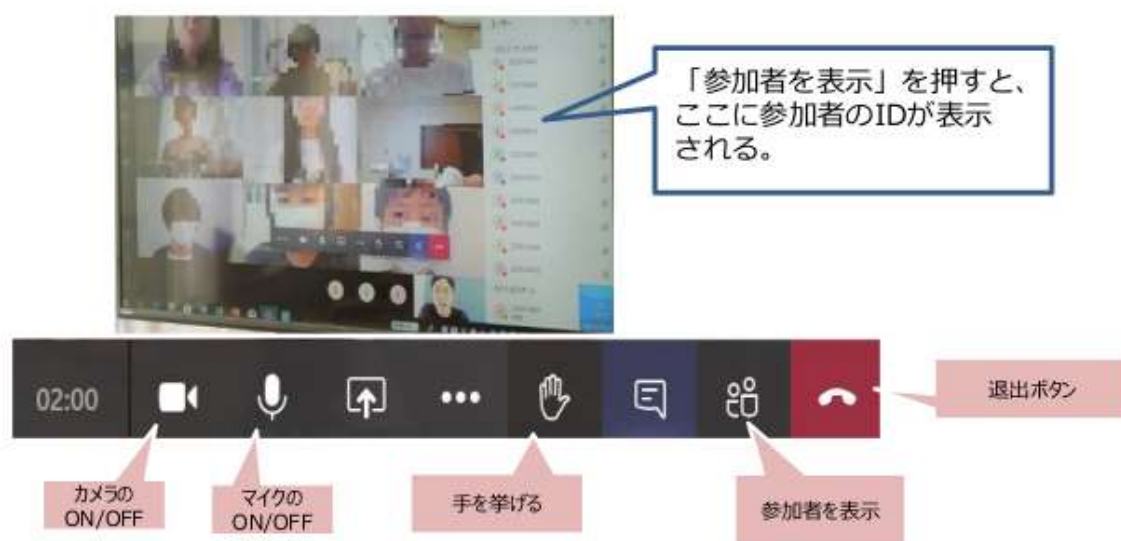 「参加者を表示」を押すと、
ここに参加者のIDが表示
される。
02:00
退出ボタン
カメラの
ON/OFF
マイクの
ON/OFF
手を挙げる
参加者を表示